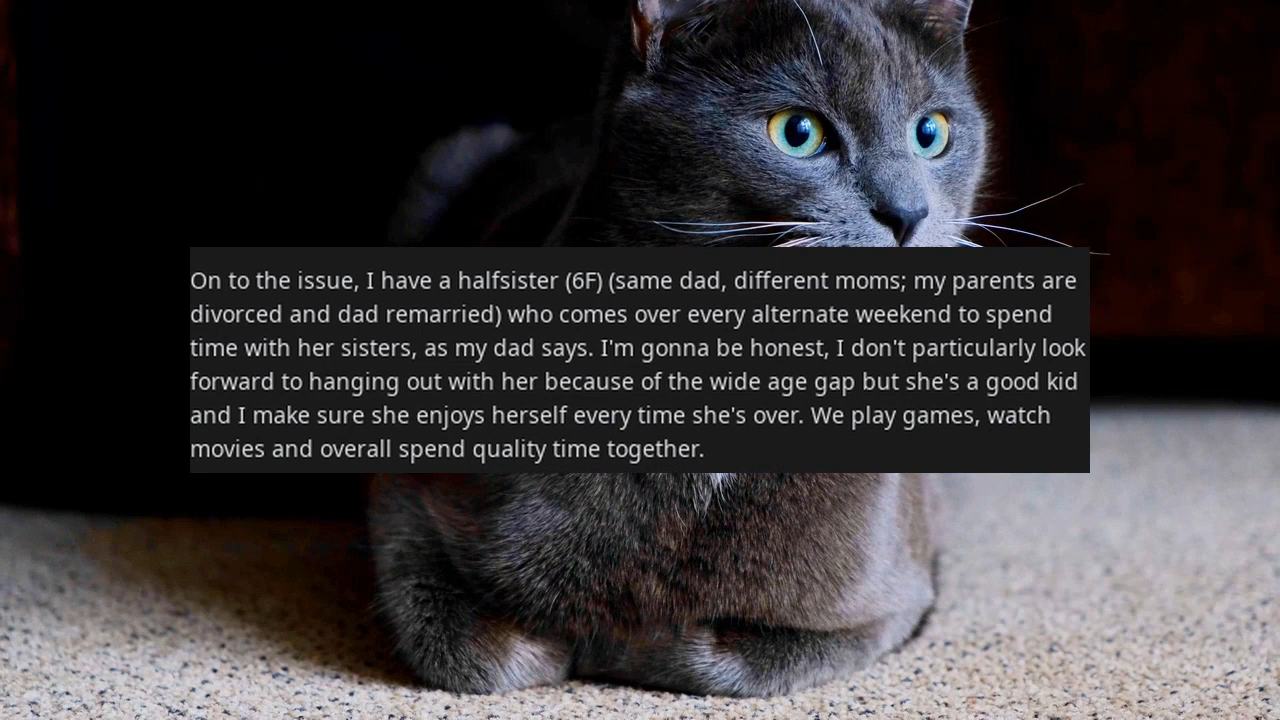 On to the issue, I have a halfsister (6F) (same dad, different moms; my parents are
divorced and dad remarried) who comes over every alternate weekend to spend
time with her sisters, as my dad says. I'm gonna be honest, I don't particularly look
forward to hanging out with her because of the wide age gap but she's a good kid
and I make sure she enjoys herself every time she's over. We play games, watch
movies and overall spend quality time together.